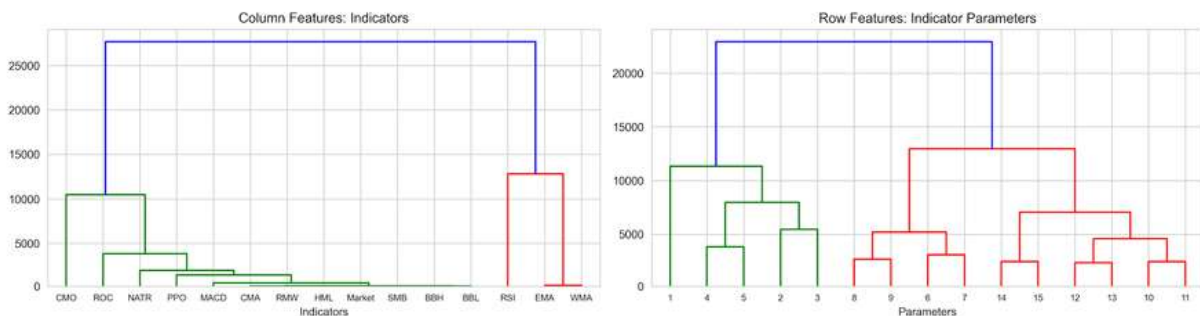 Column Features: Indicators
25000
20000
15000
10000
5000
0
CMO ROC NATR PPO MACD CMA RMW HML Market SMB BBH BBL RSI EMA WMA
Indicators
Row Features: Indicator Parameters
20000
15000
10000
5000
0
1 4 5 2 3 8 9 6 7 14 15 12 13 10 11
Parameters